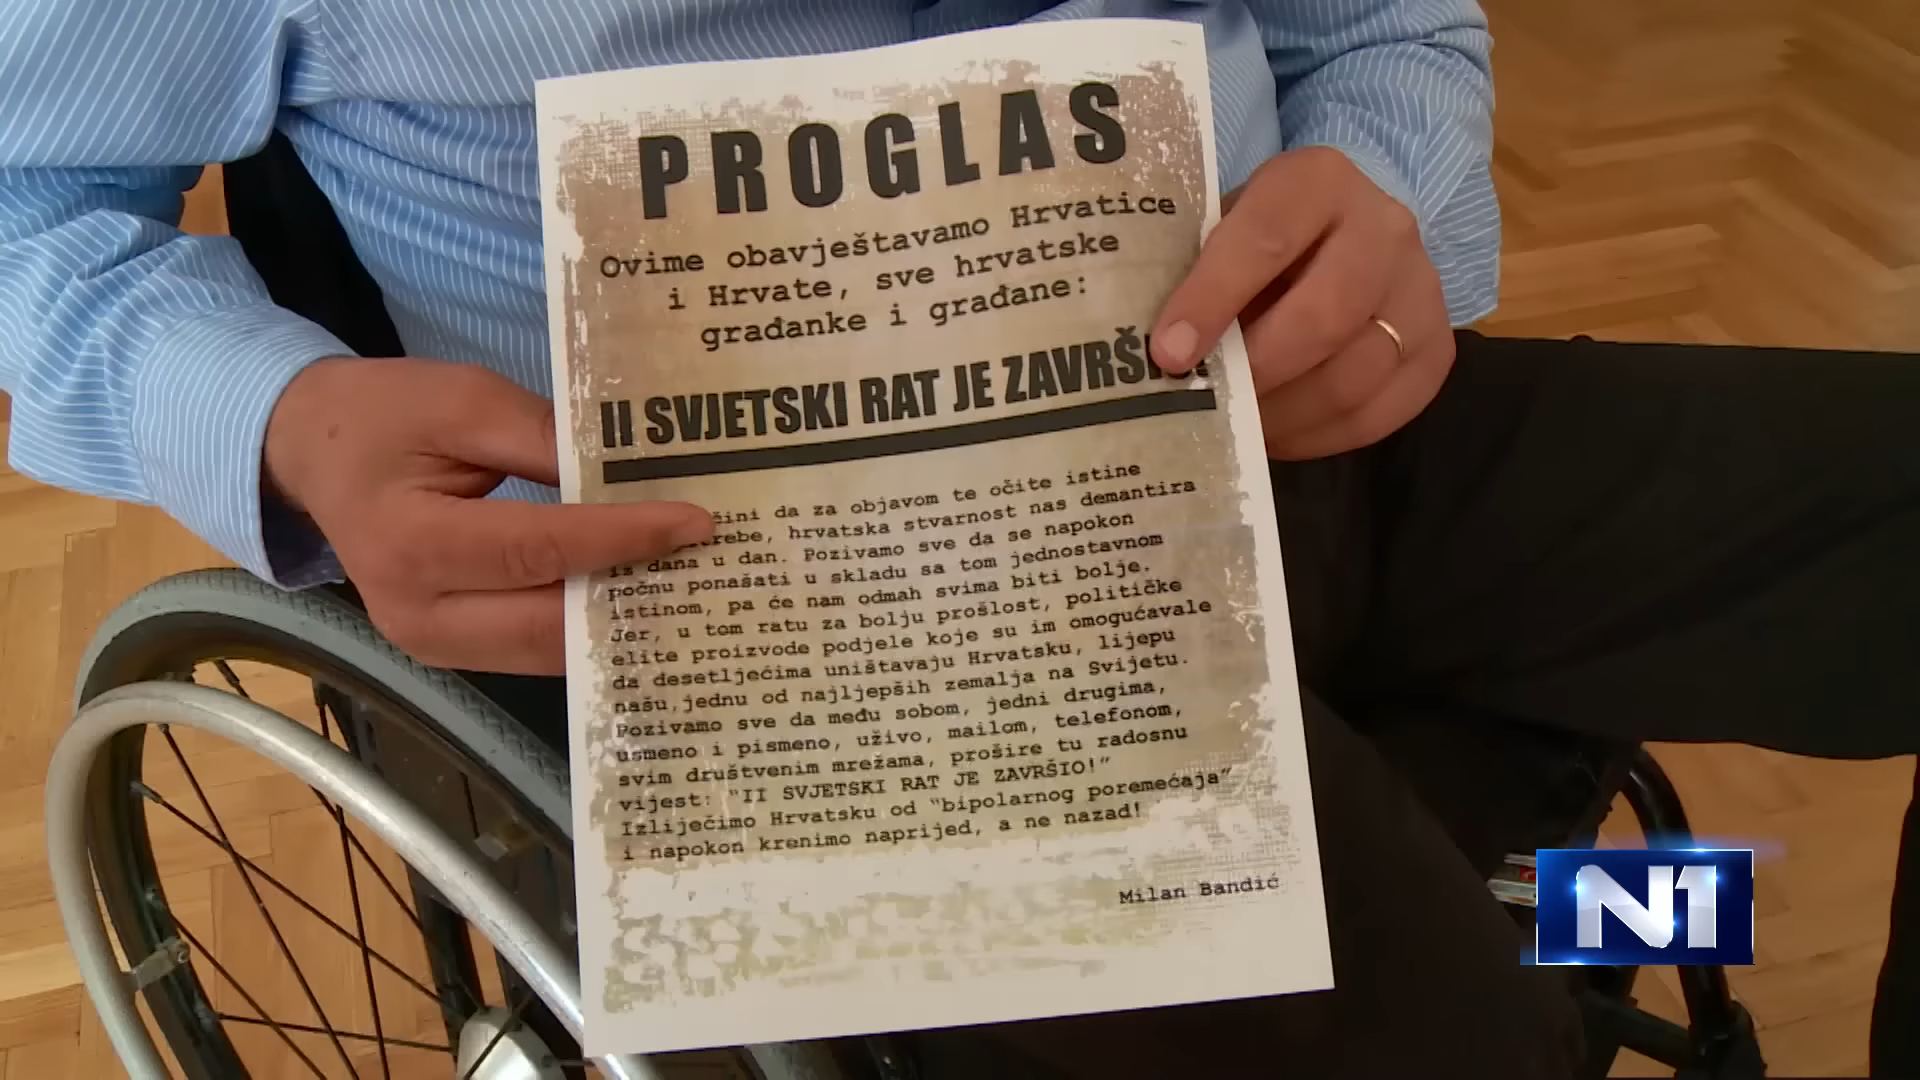 PROGLAS
Ovime obavještavamo Hrvatice
i Hrvate, sve hrvatske
građanke i građane:
II SVJETSKI RAT JE
da za objavom te očite istine
hrvatska stvarnost nas demantira
iz dana u dan. Pozivamo sve da se napokon
počnu ponašati u skladu sa tom jednostavnom
istinom, pa će nam odmah svima biti bolje.
Jer, u tom ratu za bolju prošlost, političke
elite proizvode podjele koje su im omogućavale
da desetljećima uništavaju Hrvatsku, lijepu
našu,jednu od najljepših zemalja na Svijetu.
Pozivamo sve da među sobom, jedni drugima,
usmeno i pismeno, uživo, mailom, telefonom,
svim društvenim mrežama, prošire tu radosnu
vijest: "II SVJETSKI RAT JE ZAVRŠIO!"
Izliječimo Hrvatsku od "bipolarnog poremećaja"
i napokon krenimo naprijed, a ne nazad!
Milan Bandić
N1